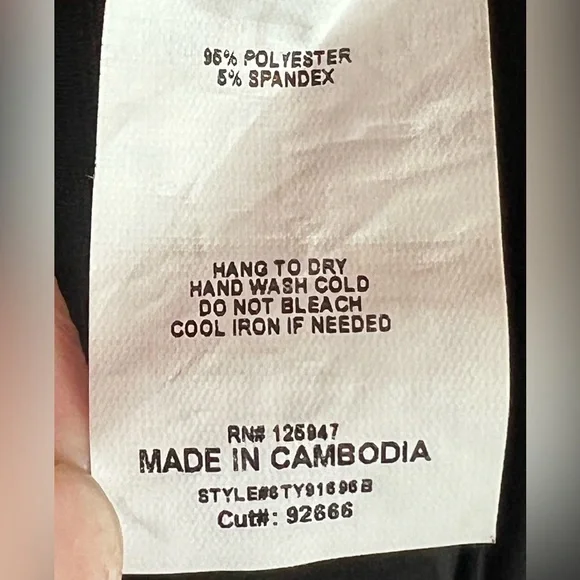 95% POLYESTER
5% SPANDEX
HANG TO DRY
HAND WASH COLD
DO NOT BLEACH
COOL IRON IF NEEDED
RN# 125947
MADE IN CAMBODIA
STYLE#6TY91696B
Cut#: 92666